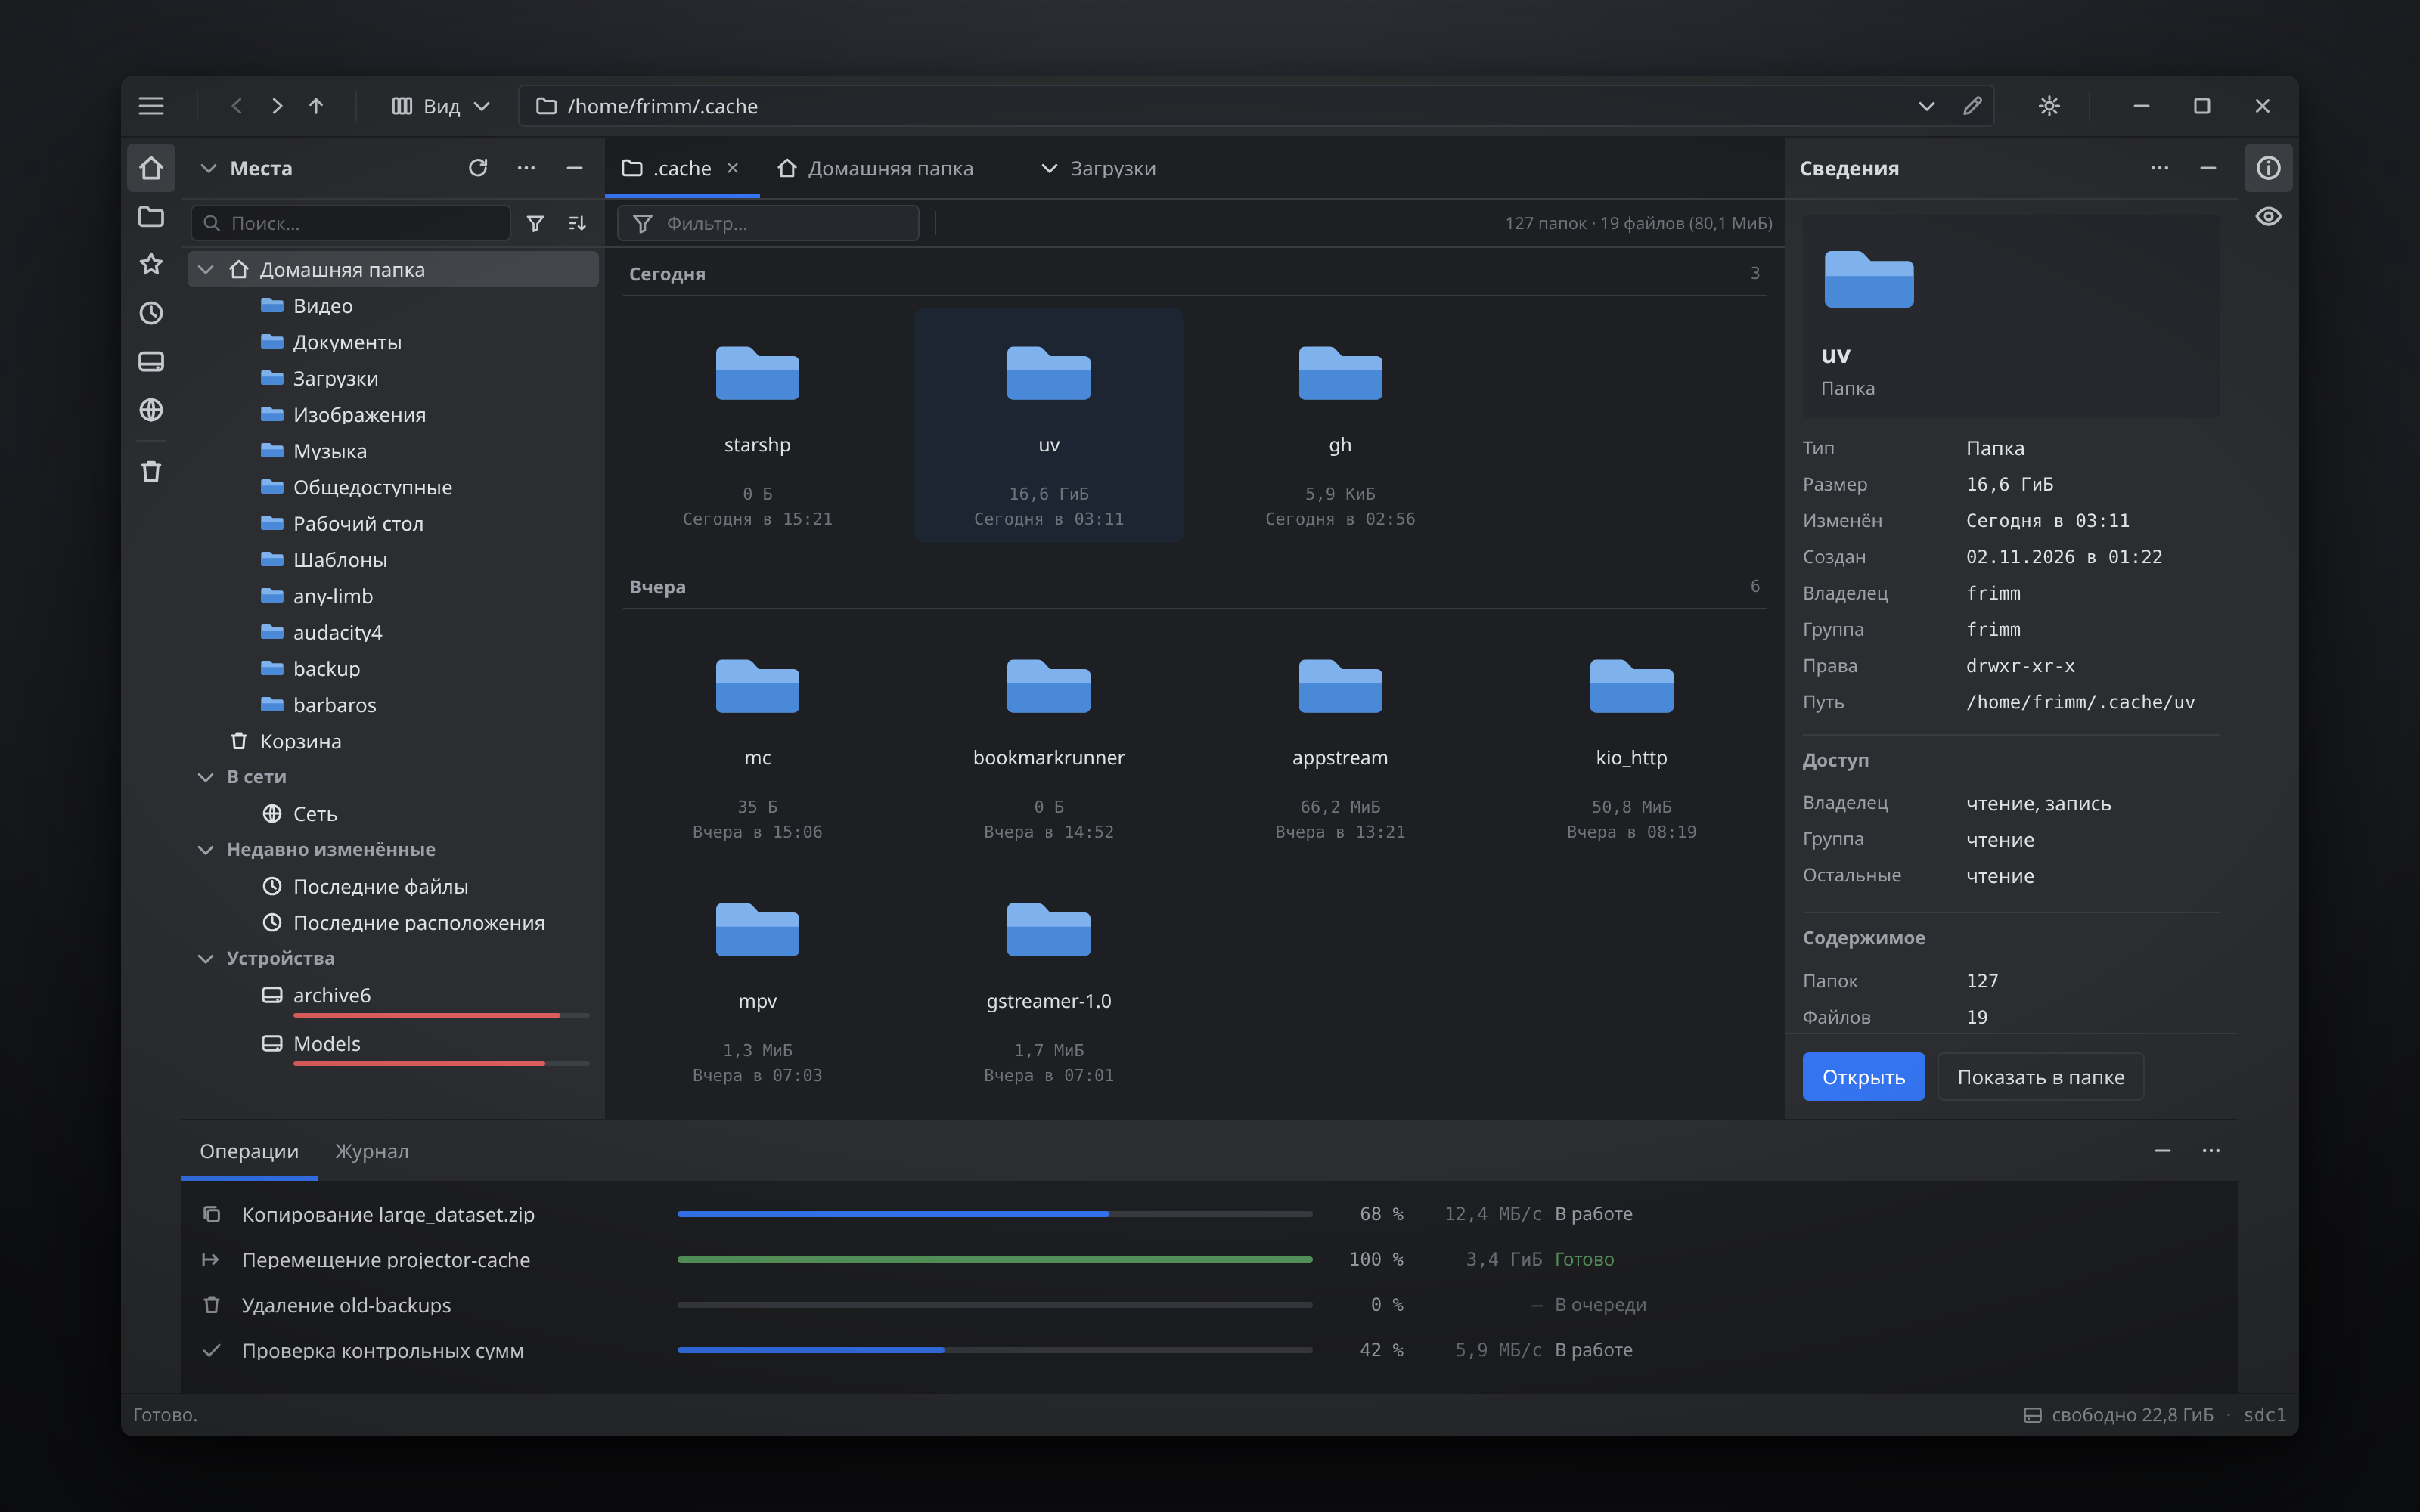 Вид
/home/frimm/.cache
Места
Поиск...
Домашняя папка
Видео
Документы
Загрузки
Изображения
Музыка
Общедоступные
Рабочий стол
Шаблоны
any-limb
audacity4
backup
barbaros
Корзина
В сети
Сеть
Недавно изменённые
Последние файлы
Последние расположения
Устройства
archive6
Models
.cache
Домашняя папка
Загрузки
Фильтр...
127 папок · 19 файлов (80,1 МиБ)
Сегодня 3
starshp
0 Б
Сегодня в 15:21
uv
16,6 ГиБ
Сегодня в 03:11
gh
5,9 КиБ
Сегодня в 02:56
Вчера 6
mc
35 Б
Вчера в 15:06
bookmarkrunner
0 Б
Вчера в 14:52
appstream
66,2 МиБ
Вчера в 13:21
kio_http
50,8 МиБ
Вчера в 08:19
mpv
1,3 МиБ
Вчера в 07:03
gstreamer-1.0
1,7 МиБ
Вчера в 07:01
Сведения
uv
Папка
Тип Папка
Размер 16,6 ГиБ
Изменён Сегодня в 03:11
Создан 02.11.2026 в 01:22
Владелец frimm
Группа frimm
Права drwxr-xr-x
Путь /home/frimm/.cache/uv
Доступ
Владелец чтение, запись
Группа чтение
Остальные чтение
Содержимое
Папок 127
Файлов 19
Открыть
Показать в папке
Операции
Журнал
Копирование large_dataset.zip 68 % 12,4 МБ/с В работе
Перемещение projector-cache 100 % 3,4 ГиБ Готово
Удаление old-backups 0 % — В очереди
Проверка контрольных сумм 42 % 5,9 МБ/с В работе
Готово.
свободно 22,8 ГиБ · sdc1